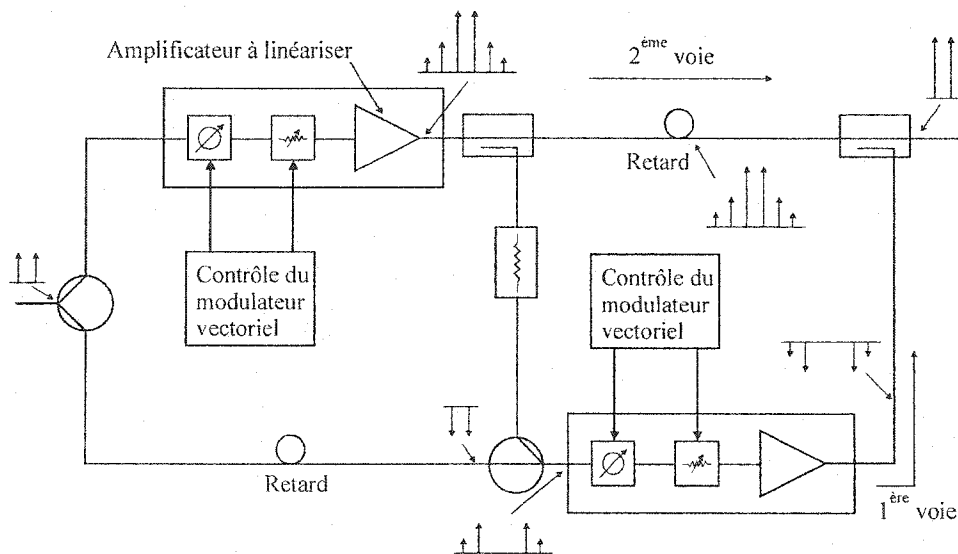 Amplificateur à linéariser
2ème voie
Retard
Contrôle du
modulateur
vectoriel
Contrôle du
modulateur
vectoriel
Retard
1ère voie